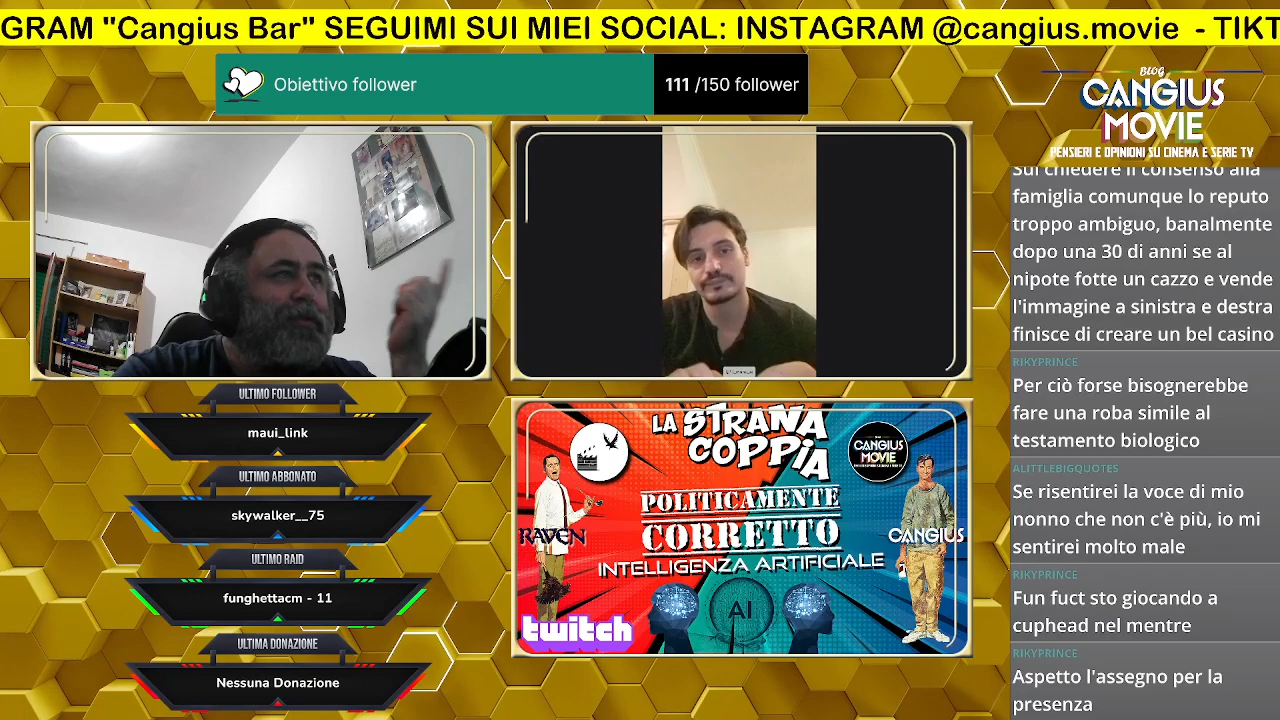 GRAM "Cangius Bar" SEGUIMI SUI MIEI SOCIAL: INSTAGRAM @cangius.movie - TIKT
Obiettivo follower
111 /150 follower
BLOG
CANGIUS
MOVIE
PENSIERI E OPINIONI SU CINEMA E SERIE TV
Sul chiedere il consenso alla
famiglia comunque lo reputo
troppo ambiguo, banalmente
dopo una 30 di anni se al
nipote fotte un cazzo e vende
l'immagine a sinistra e destra
finisce di creare un bel casino
RIKYPRINCE
Per ciò forse bisognerebbe
fare una roba simile al
testamento biologico
ALITTLEBIGQUOTES
Se risentirei la voce di mio
nonno che non c'è più, io mi
sentirei molto male
RIKYPRINCE
Fun fuct sto giocando a
cuphead nel mentre
RIKYPRINCE
Aspetto l'assegno per la
presenza
ULTIMO FOLLOWER
maui_link
ULTIMO ABBONATO
skywalker__75
ULTIMO RAID
funghettacm - 11
ULTIMA DONAZIONE
Nessuna Donazione
LA STRANA
COPPIA
CANGIUS
MOVIE
POLITICAMENTE
CORRETTO
INTELLIGENZA ARTIFICIALE
RAVEN
CANGIUS
AI
twitch